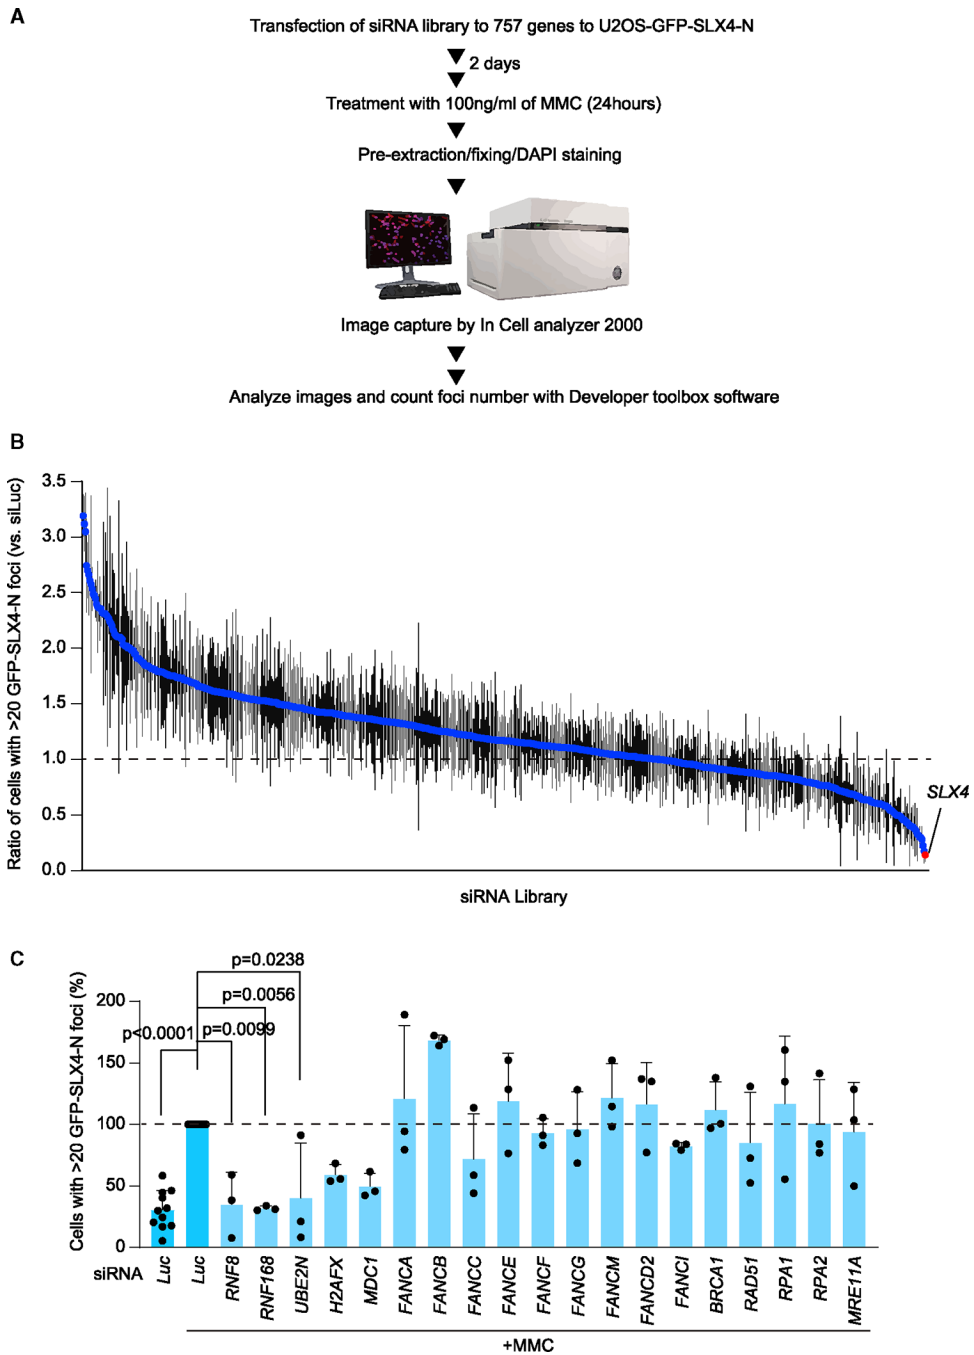 A
Transfection of siRNA library to 757 genes to U2OS-GFP-SLX4-N
2 days
Treatment with 100ng/ml of MMC (24hours)
Pre-extraction/fixing/DAPI staining
Image capture by In Cell analyzer 2000
Analyze images and count foci number with Developer toolbox software
B
Ratio of cells with >20 GFP-SLX4-N foci (vs. siLuc)
3.5
3.0
2.5
2.0
1.5
1.0
0.5
0.0
SLX4
siRNA Library
C
Cells with >20 GFP-SLX4-N foci (%)
200
150
100
50
0
p=0.0238
p=0.0056
p<0.0001
p=0.0099
siRNA
Luc
Luc
RNF8
RNF168
UBE2N
H2AFX
MDC1
FANCA
FANCB
FANCC
FANCE
FANCF
FANCG
FANCM
FANCD2
FANCI
BRCA1
RAD51
RPA1
RPA2
MRE11A
+MMC